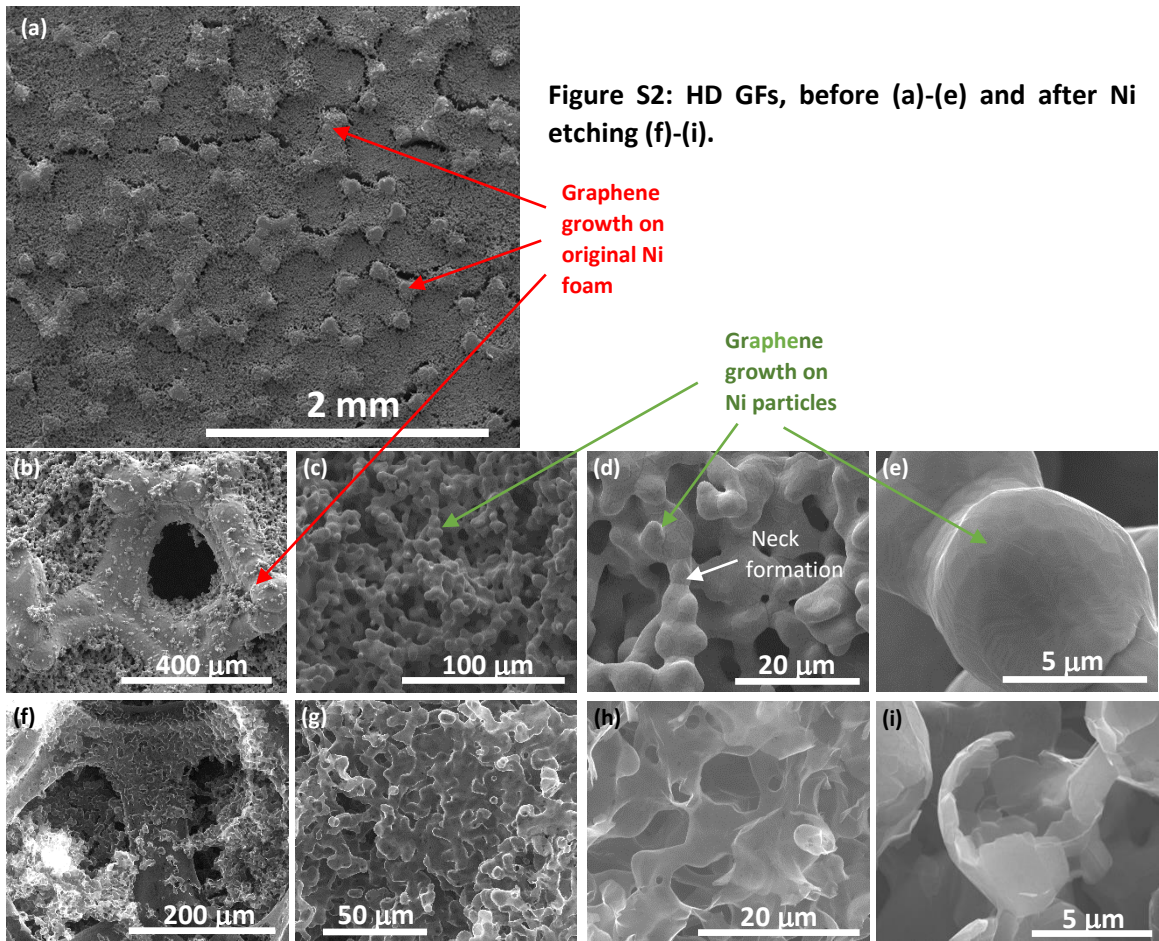 (a)
Figure S2: HD GFs, before (a)-(e) and after Ni
etching (f)-(i).
Graphene
growth on
original Ni
foam
2 mm
Graphene
growth on
Ni particles
(b)
400 μm
(c)
100 μm
(d)
Neck
formation
20 μm
(e)
5 μm
(f)
200 μm
(g)
50 μm
(h)
20 μm
(i)
5 μm